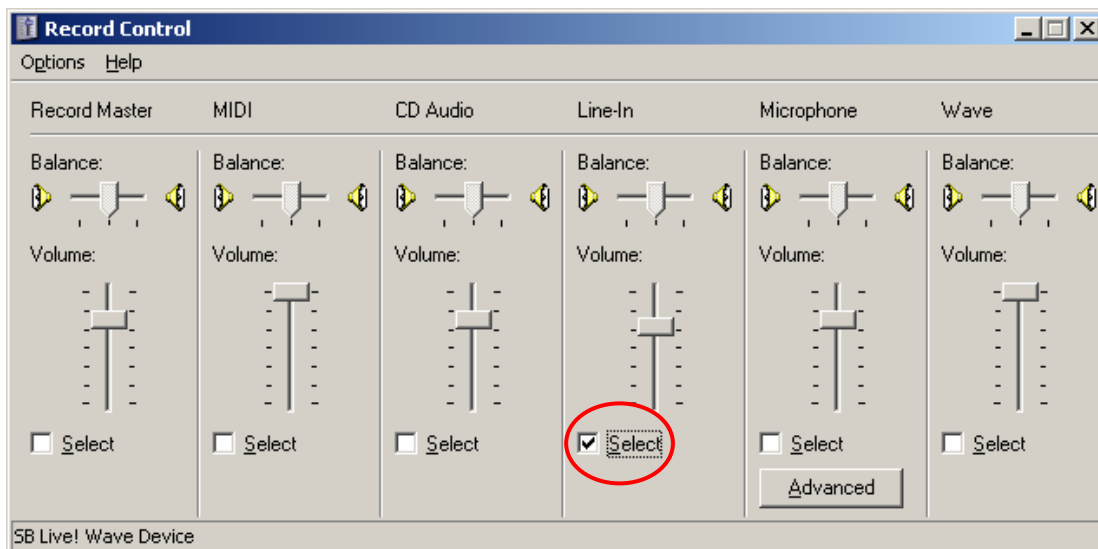 Record Control
Options Help
Record Master MIDI CD Audio Line-In Microphone Wave
Balance: Balance: Balance: Balance: Balance: Balance:
Volume: Volume: Volume: Volume: Volume: Volume:
Select Select Select Select Select Select
Advanced
SB Live! Wave Device